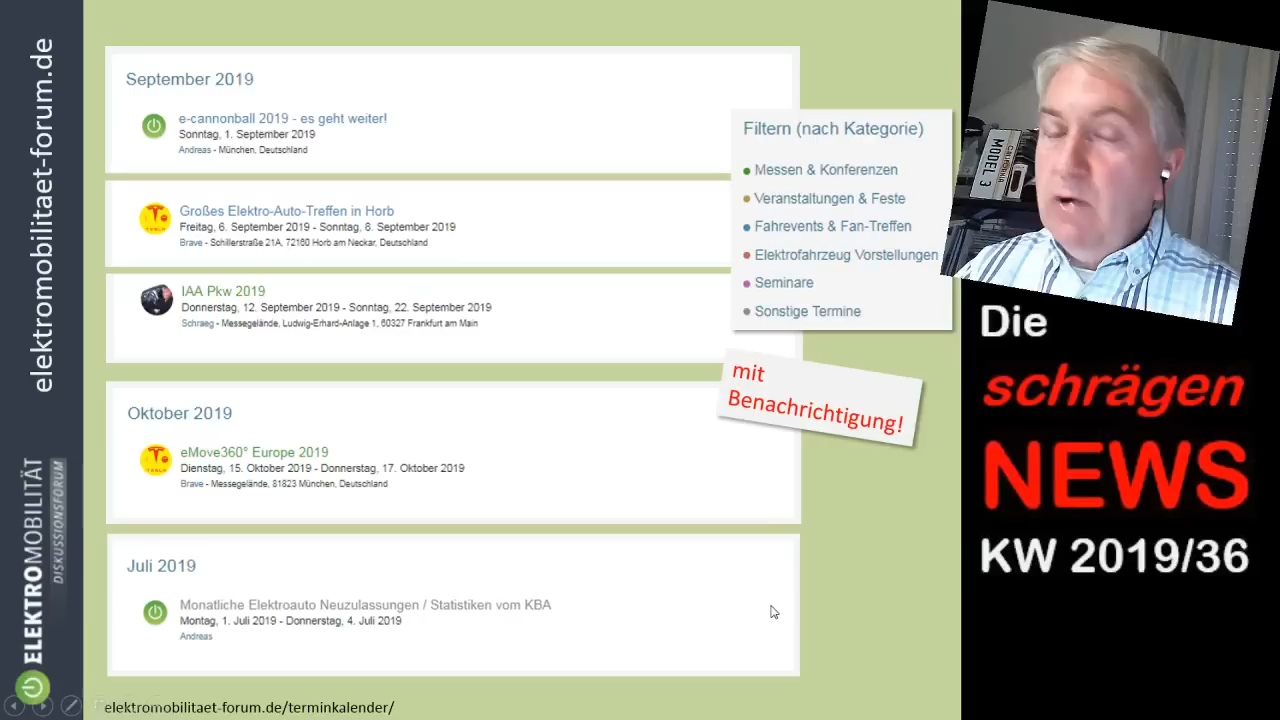 elektromobilitaet-forum.de
ELEKTROMOBILITÄT
DISKUSSIONSFORUM
September 2019
e-cannonball 2019 - es geht weiter!
Sonntag, 1. September 2019
Andreas - München, Deutschland
Großes Elektro-Auto-Treffen in Horb
Freitag, 6. September 2019 - Sonntag, 8. September 2019
Brave - Schillerstraße 21A, 72160 Horb am Neckar, Deutschland
IAA Pkw 2019
Donnerstag, 12. September 2019 - Sonntag, 22. September 2019
Schraeg - Messegelände, Ludwig-Erhard-Anlage 1, 60327 Frankfurt am Main
Oktober 2019
eMove360° Europe 2019
Dienstag, 15. Oktober 2019 - Donnerstag, 17. Oktober 2019
Brave - Messegelände, 81823 München, Deutschland
Juli 2019
Monatliche Elektroauto Neuzulassungen / Statistiken vom KBA
Montag, 1. Juli 2019 - Donnerstag, 4. Juli 2019
Andreas
elektromobilitaet-forum.de/terminkalender/
Filtern (nach Kategorie)
Messen & Konferenzen
Veranstaltungen & Feste
Fahrevents & Fan-Treffen
Elektrofahrzeug Vorstellungen
Seminare
Sonstige Termine
mit
Benachrichtigung!
MODEL 3
CALIFORNIA
Die
schrägen
NEWS
KW 2019/36